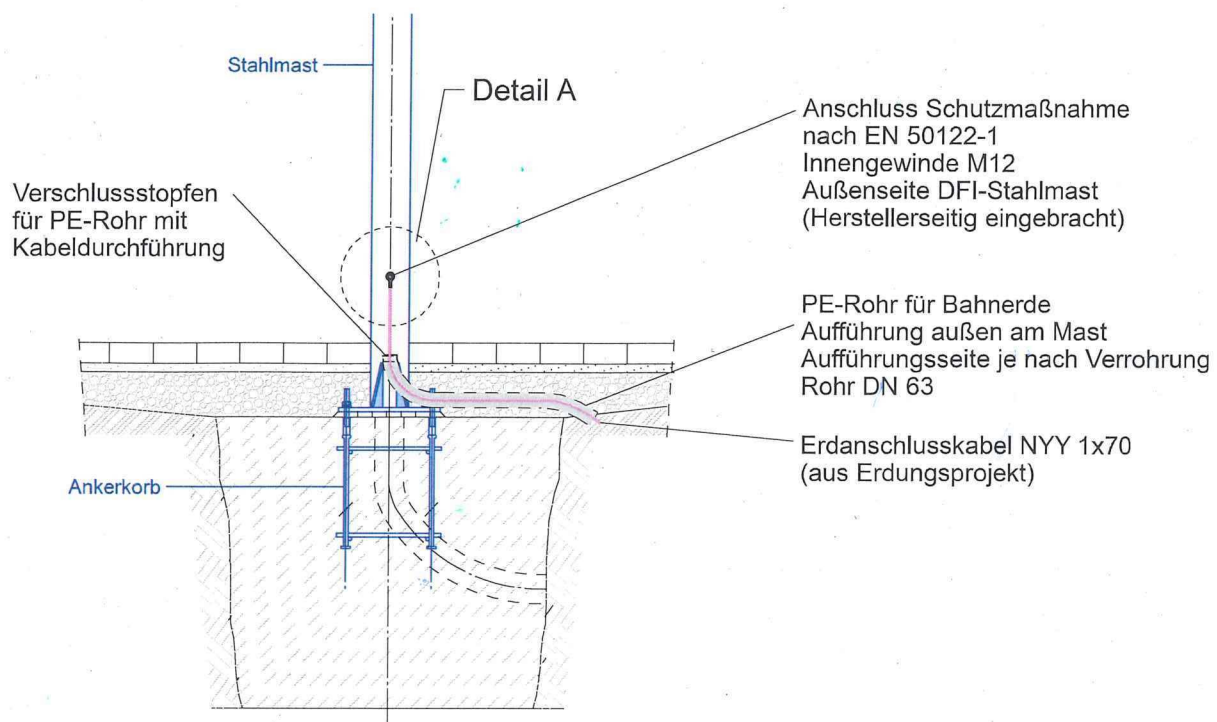 Stahlmast
Detail A
Anschluss Schutzmaßnahme
nach EN 50122-1
Innengewinde M12
Außenseite DFI-Stahlmast
(Herstellerseitig eingebracht)
Verschlussstopfen
für PE-Rohr mit
Kabeldurchführung
PE-Rohr für Bahnerde
Aufführung außen am Mast
Aufführungsseite je nach Verrohrung
Rohr DN 63
Erdanschlusskabel NYY 1x70
(aus Erdungsprojekt)
Ankerkorb